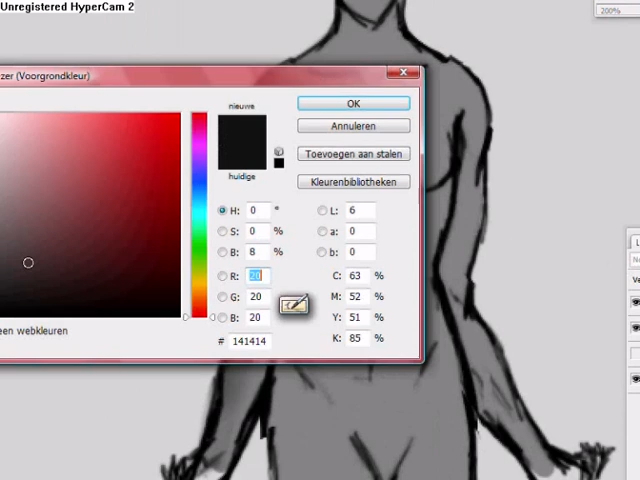 Unregistered HyperCam 2
200%
zer (Voorgrondkleur)
nieuwe
huidige
OK
Annuleren
Toevoegen aan stalen
Kleurenbibliotheken
H: 0 °
L: 6
S: 0 %
a: 0
B: 8 %
b: 0
R: 20
C: 63 %
G: 20
M: 52 %
B: 20
Y: 51 %
# 141414
K: 85 %
een webkleuren
L
Ve